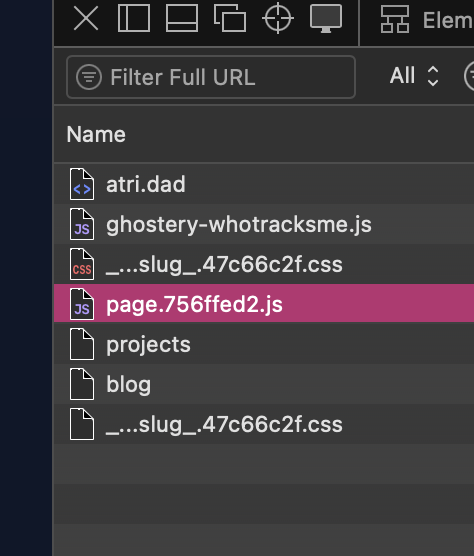 Elem
Filter Full URL
All
Name
<> atri.dad
JS ghostery-whotracksme.js
CSS _...slug_.47c66c2f.css
JS page.756ffed2.js
projects
blog
_...slug_.47c66c2f.css